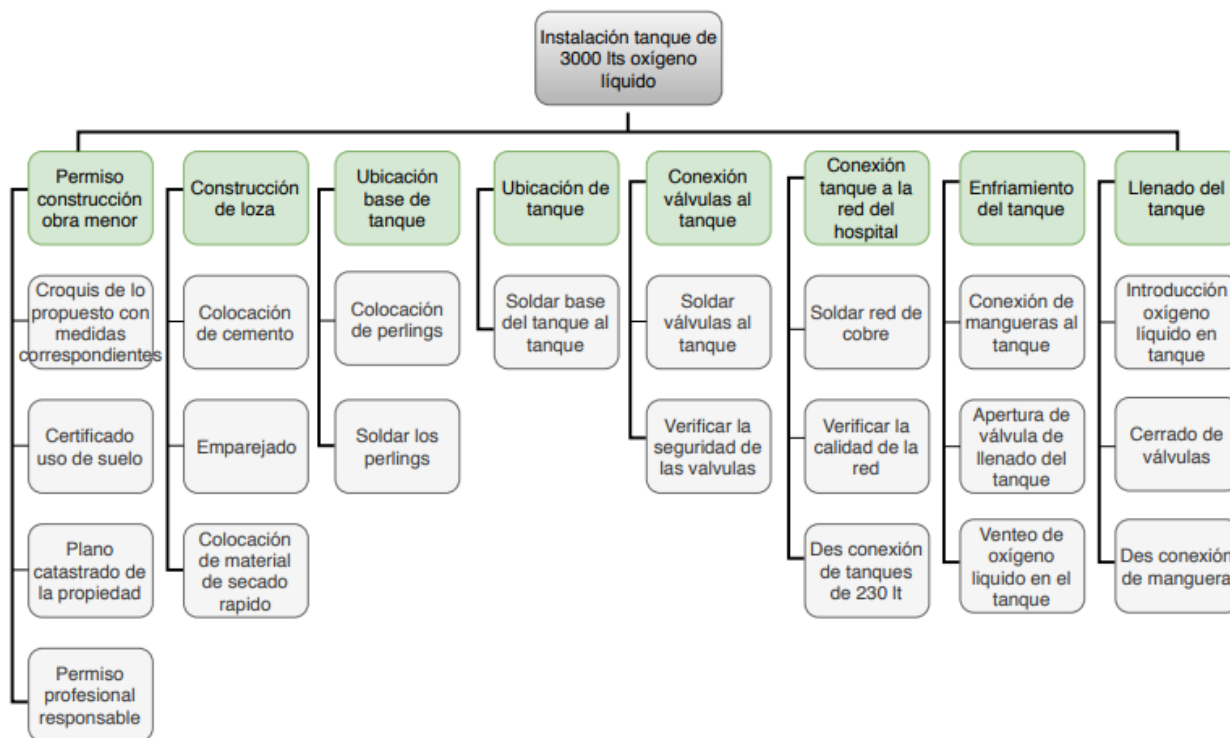 Instalación tanque de
3000 lts oxígeno
líquido
Permiso
construcción
obra menor
Construcción
de loza
Ubicación
base de
tanque
Ubicación de
tanque
Conexión
válvulas al
tanque
Conexión
tanque a la
red del
hospital
Enfriamiento
del tanque
Llenado del
tanque
Croquis de lo
propuesto con
medidas
correspondientes
Colocación
de cemento
Colocación
de perlings
Soldar base
del tanque al
tanque
Soldar
válvulas al
tanque
Soldar red de
cobre
Conexión de
mangueras al
tanque
Introducción
oxígeno
líquido en
tanque
Certificado
uso de suelo
Emparejado
Soldar los
perlings
Verificar la
seguridad de
las valvulas
Verificar la
calidad de la
red
Apertura de
válvula de
llenado del
tanque
Cerrado de
válvulas
Plano
catastrado de
la propiedad
Colocación
de material
de secado
rapido
Des conexión
de tanques
de 230 lt
Venteo de
oxígeno
liquido en el
tanque
Des conexión
de manguera
Permiso
profesional
responsable